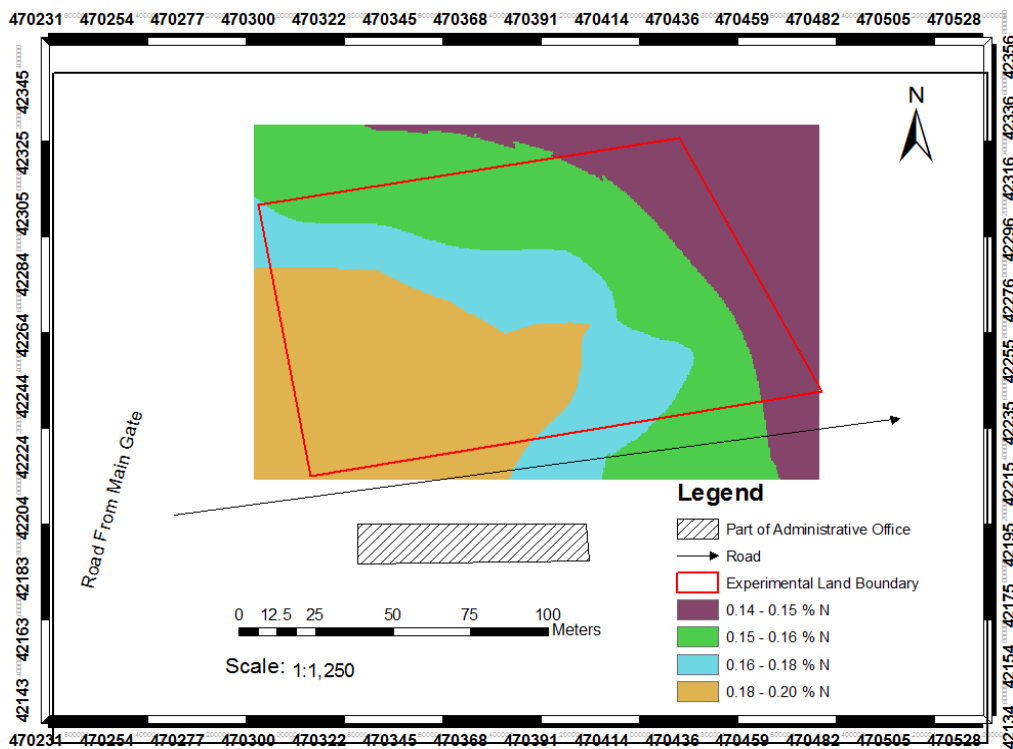 470231 470254 470277 470300 470322 470345 470368 470391 470414 470436 470459 470482 470505 470528
42345
42325
42305
42284
42264
42244
42224
42204
42183
42163
42143
42356
42336
42316
42296
42276
42255
42235
42215
42195
42175
42154
42134
N
Road From Main Gate
Legend
Part of Administrative Office
Road
Experimental Land Boundary
0.14 - 0.15 % N
0.15 - 0.16 % N
0.16 - 0.18 % N
0.18 - 0.20 % N
0 12.5 25 50 75 100
Meters
Scale: 1:1,250
470231 470254 470277 470300 470322 470345 470368 470391 470414 470436 470459 470482 470505 470528